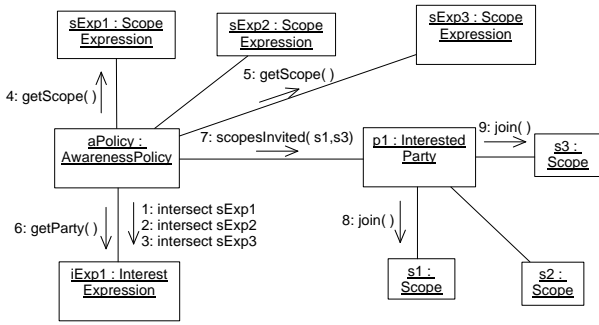 sExp1 : Scope
Expression
sExp2 : Scope
Expression
sExp3 : Scope
Expression
4: getScope( )
5: getScope( )
aPolicy :
AwarenessPolicy
7: scopesInvited( s1,s3)
p1 : Interested
Party
9: join( )
s3 :
Scope
6: getParty( )
1: intersect sExp1
2: intersect sExp2
3: intersect sExp3
8: join( )
iExp1 : Interest
Expression
s1 :
Scope
s2 :
Scope